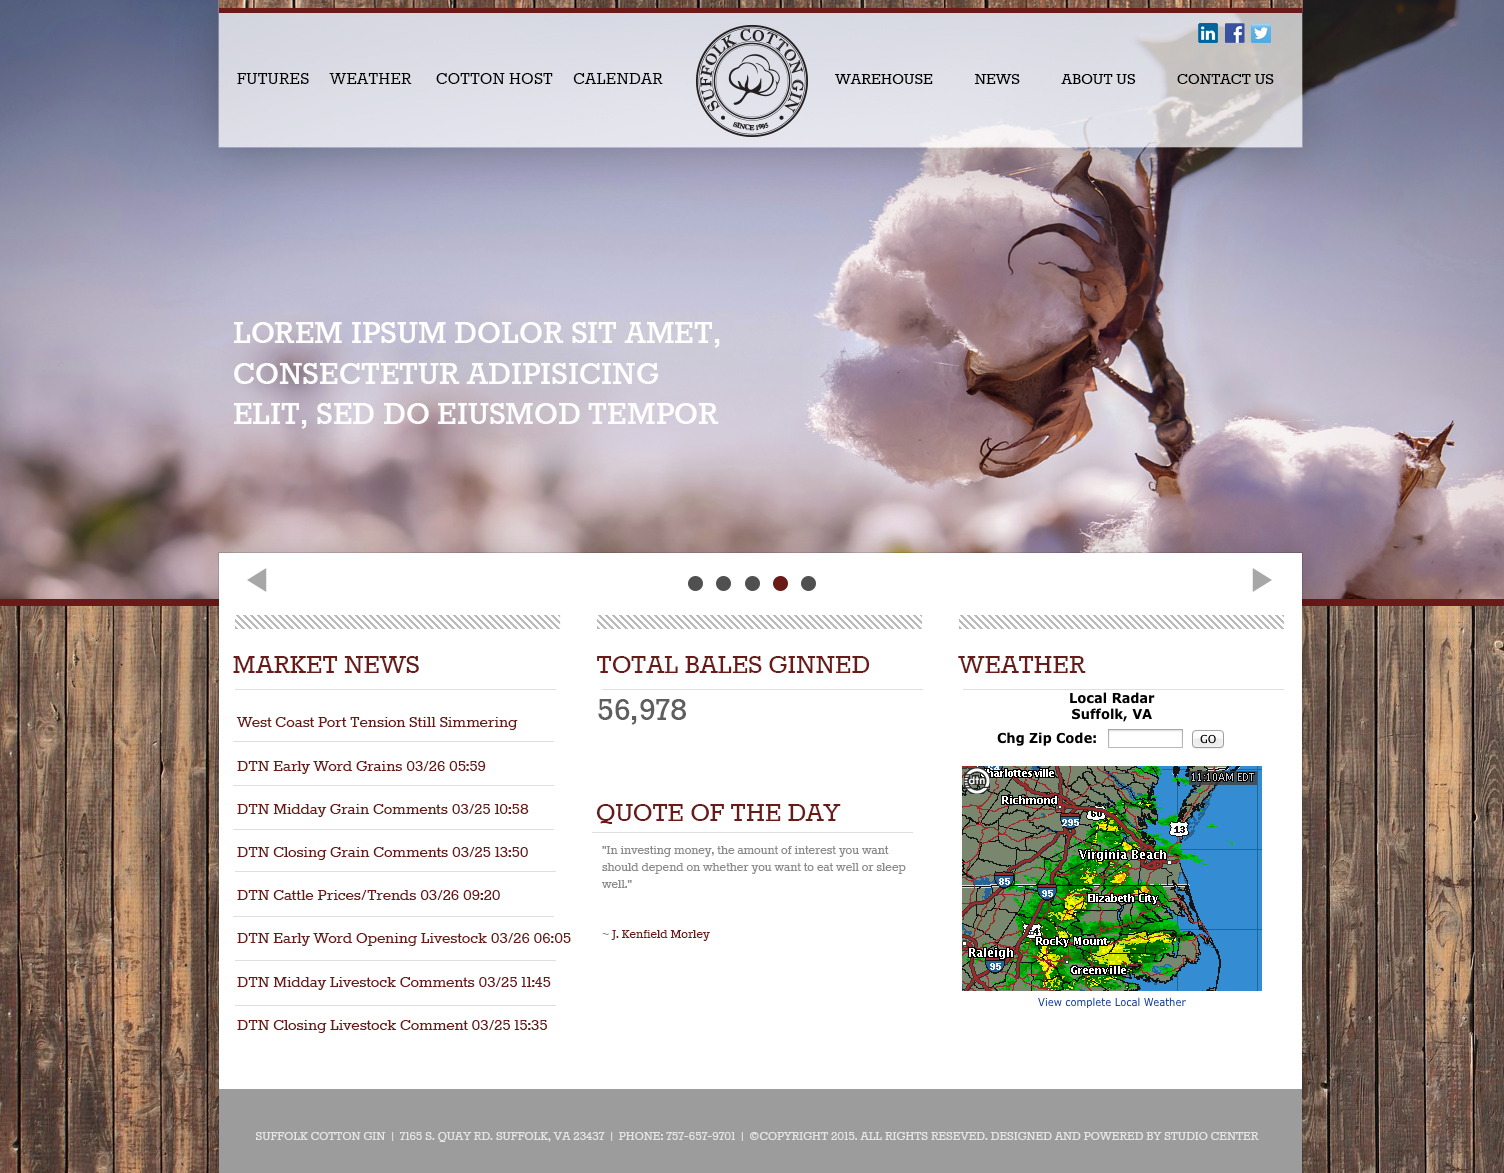 FUTURES WEATHER COTTON HOST CALENDAR
SUFFOLK COTTON GIN
SINCE 1995
WAREHOUSE NEWS ABOUT US CONTACT US
in f
LOREM IPSUM DOLOR SIT AMET,
CONSECTETUR ADIPISICING
ELIT, SED DO EIUSMOD TEMPOR
MARKET NEWS
West Coast Port Tension Still Simmering
DTN Early Word Grains 03/26 05:59
DTN Midday Grain Comments 03/25 10:58
DTN Closing Grain Comments 03/25 13:50
DTN Cattle Prices/Trends 03/26 09:20
DTN Early Word Opening Livestock 03/26 06:05
DTN Midday Livestock Comments 03/25 11:45
DTN Closing Livestock Comment 03/25 15:35
TOTAL BALES GINNED
56,978
QUOTE OF THE DAY
"In investing money, the amount of interest you want
should depend on whether you want to eat well or sleep
well."
~ J. Kenfield Morley
WEATHER
Local Radar
Suffolk, VA
Chg Zip Code: GO
dtn harlottesville 11:10AM EDT
Richmond
295 60 13
Virginia Beach
85 95
Elizabeth City
64
Rocky Mount
Raleigh
95
Greenville
View complete Local Weather
SUFFOLK COTTON GIN | 7165 S. QUAY RD. SUFFOLK, VA 23437 | PHONE: 757-657-9701 | ©COPYRIGHT 2015. ALL RIGHTS RESEVED. DESIGNED AND POWERED BY STUDIO CENTER